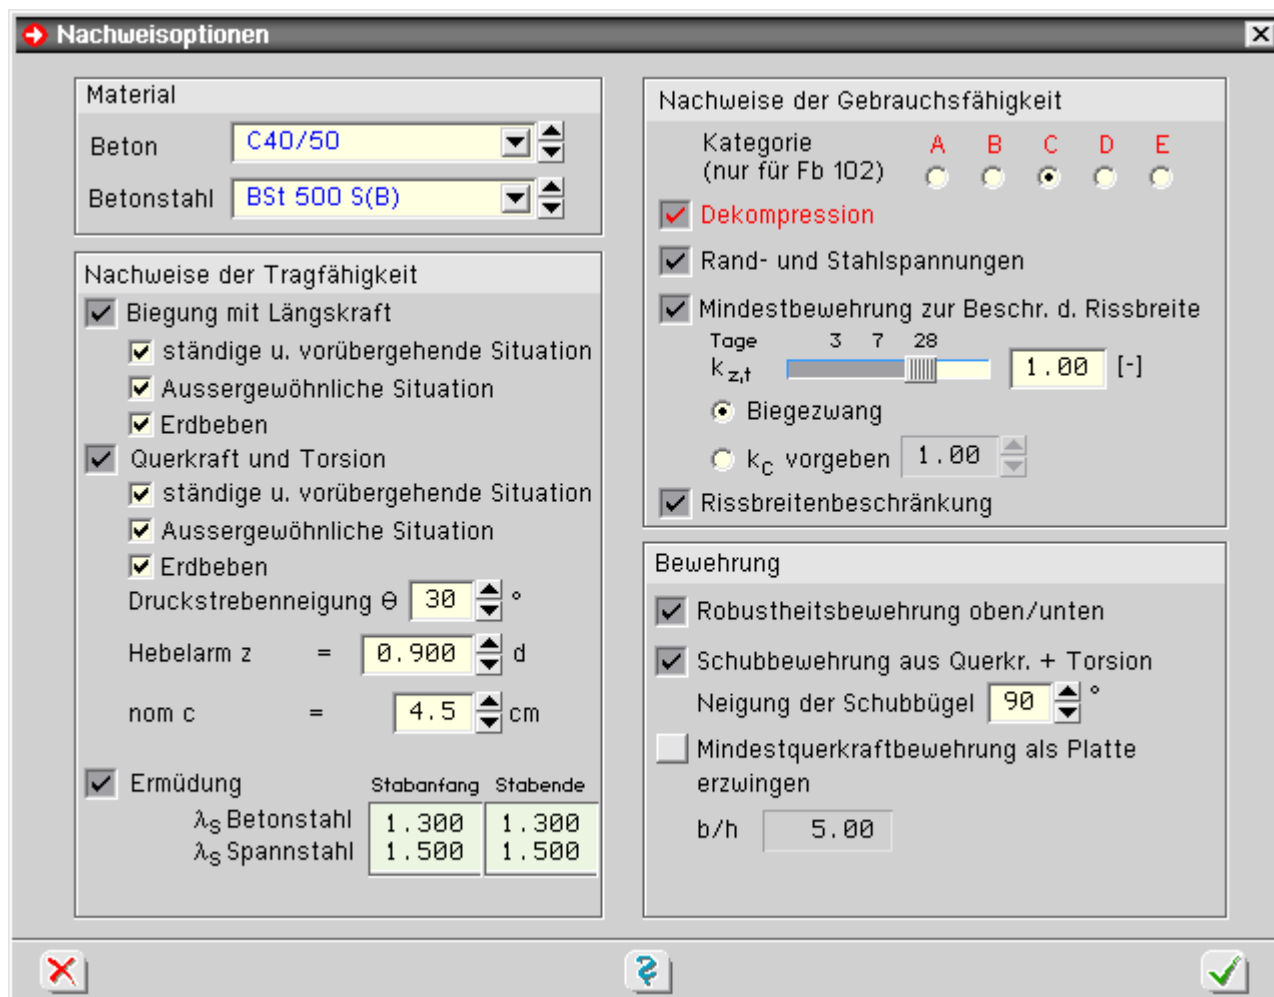 Nachweisoptionen
Material
Beton C40/50
Betonstahl BSt 500 S(B)
Nachweise der Tragfähigkeit
Biegung mit Längskraft
ständige u. vorübergehende Situation
Aussergewöhnliche Situation
Erdbeben
Querkraft und Torsion
ständige u. vorübergehende Situation
Aussergewöhnliche Situation
Erdbeben
Druckstrebenneigung Θ 30 °
Hebelarm z = 0.900 d
nom c = 4.5 cm
Ermüdung Stabanfang Stabende
λS Betonstahl 1.300 1.300
λS Spannstahl 1.500 1.500
Nachweise der Gebrauchsfähigkeit
Kategorie A B C D E
(nur für Fb 102)
Dekompression
Rand- und Stahlspannungen
Mindestbewehrung zur Beschr. d. Rissbreite
Tage 3 7 28
kz,t 1.00 [-]
Biegezwang
kc vorgeben 1.00
Rissbreitenbeschränkung
Bewehrung
Robustheitsbewehrung oben/unten
Schubbewehrung aus Querkr. + Torsion
Neigung der Schubbügel 90 °
Mindestquerkraftbewehrung als Platte
erzwingen
b/h 5.00